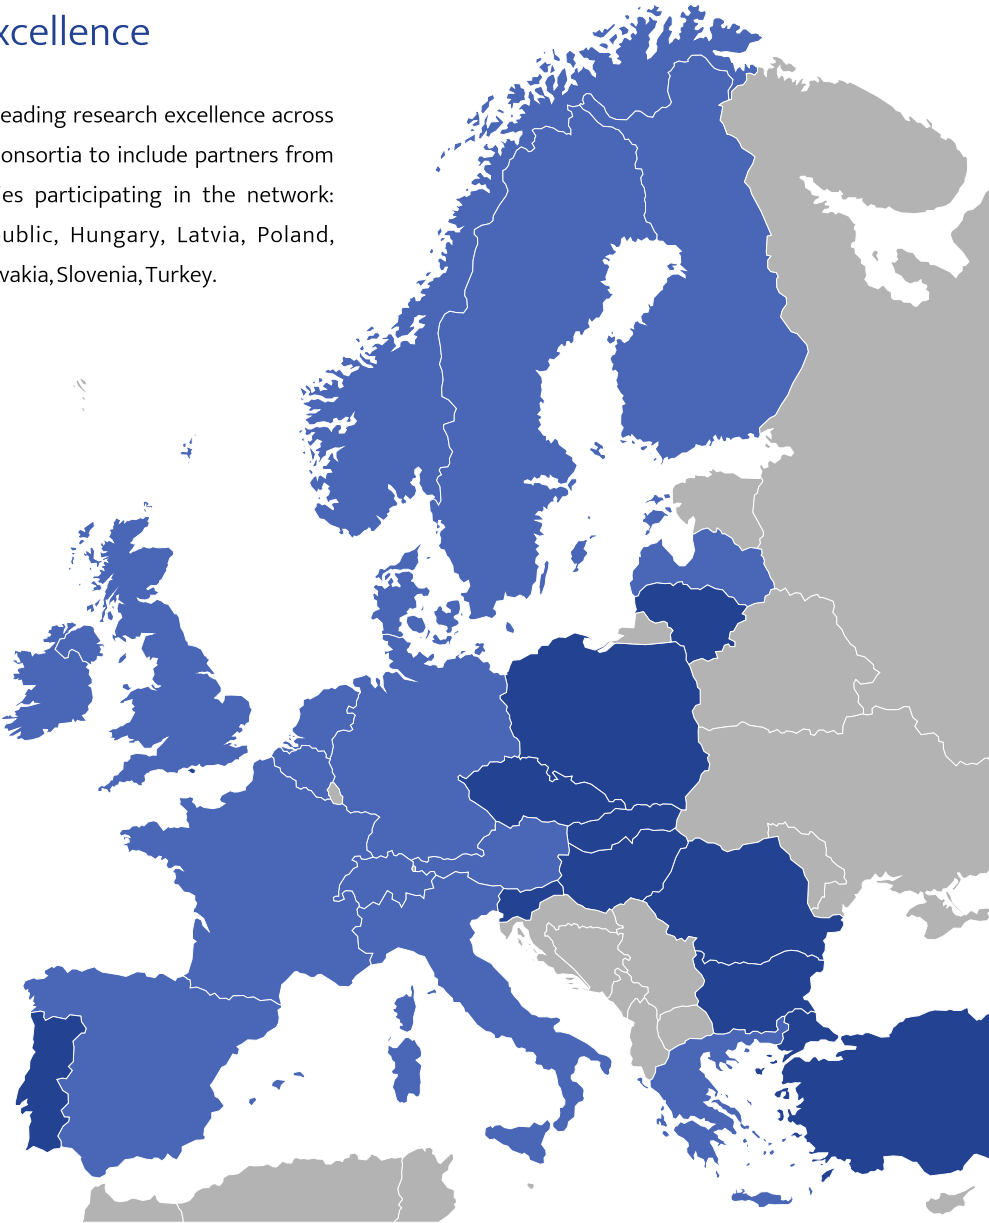 xcellence
eading research excellence across
onsortia to include partners from
es participating in the network:
ublic, Hungary, Latvia, Poland,
vakia, Slovenia, Turkey.